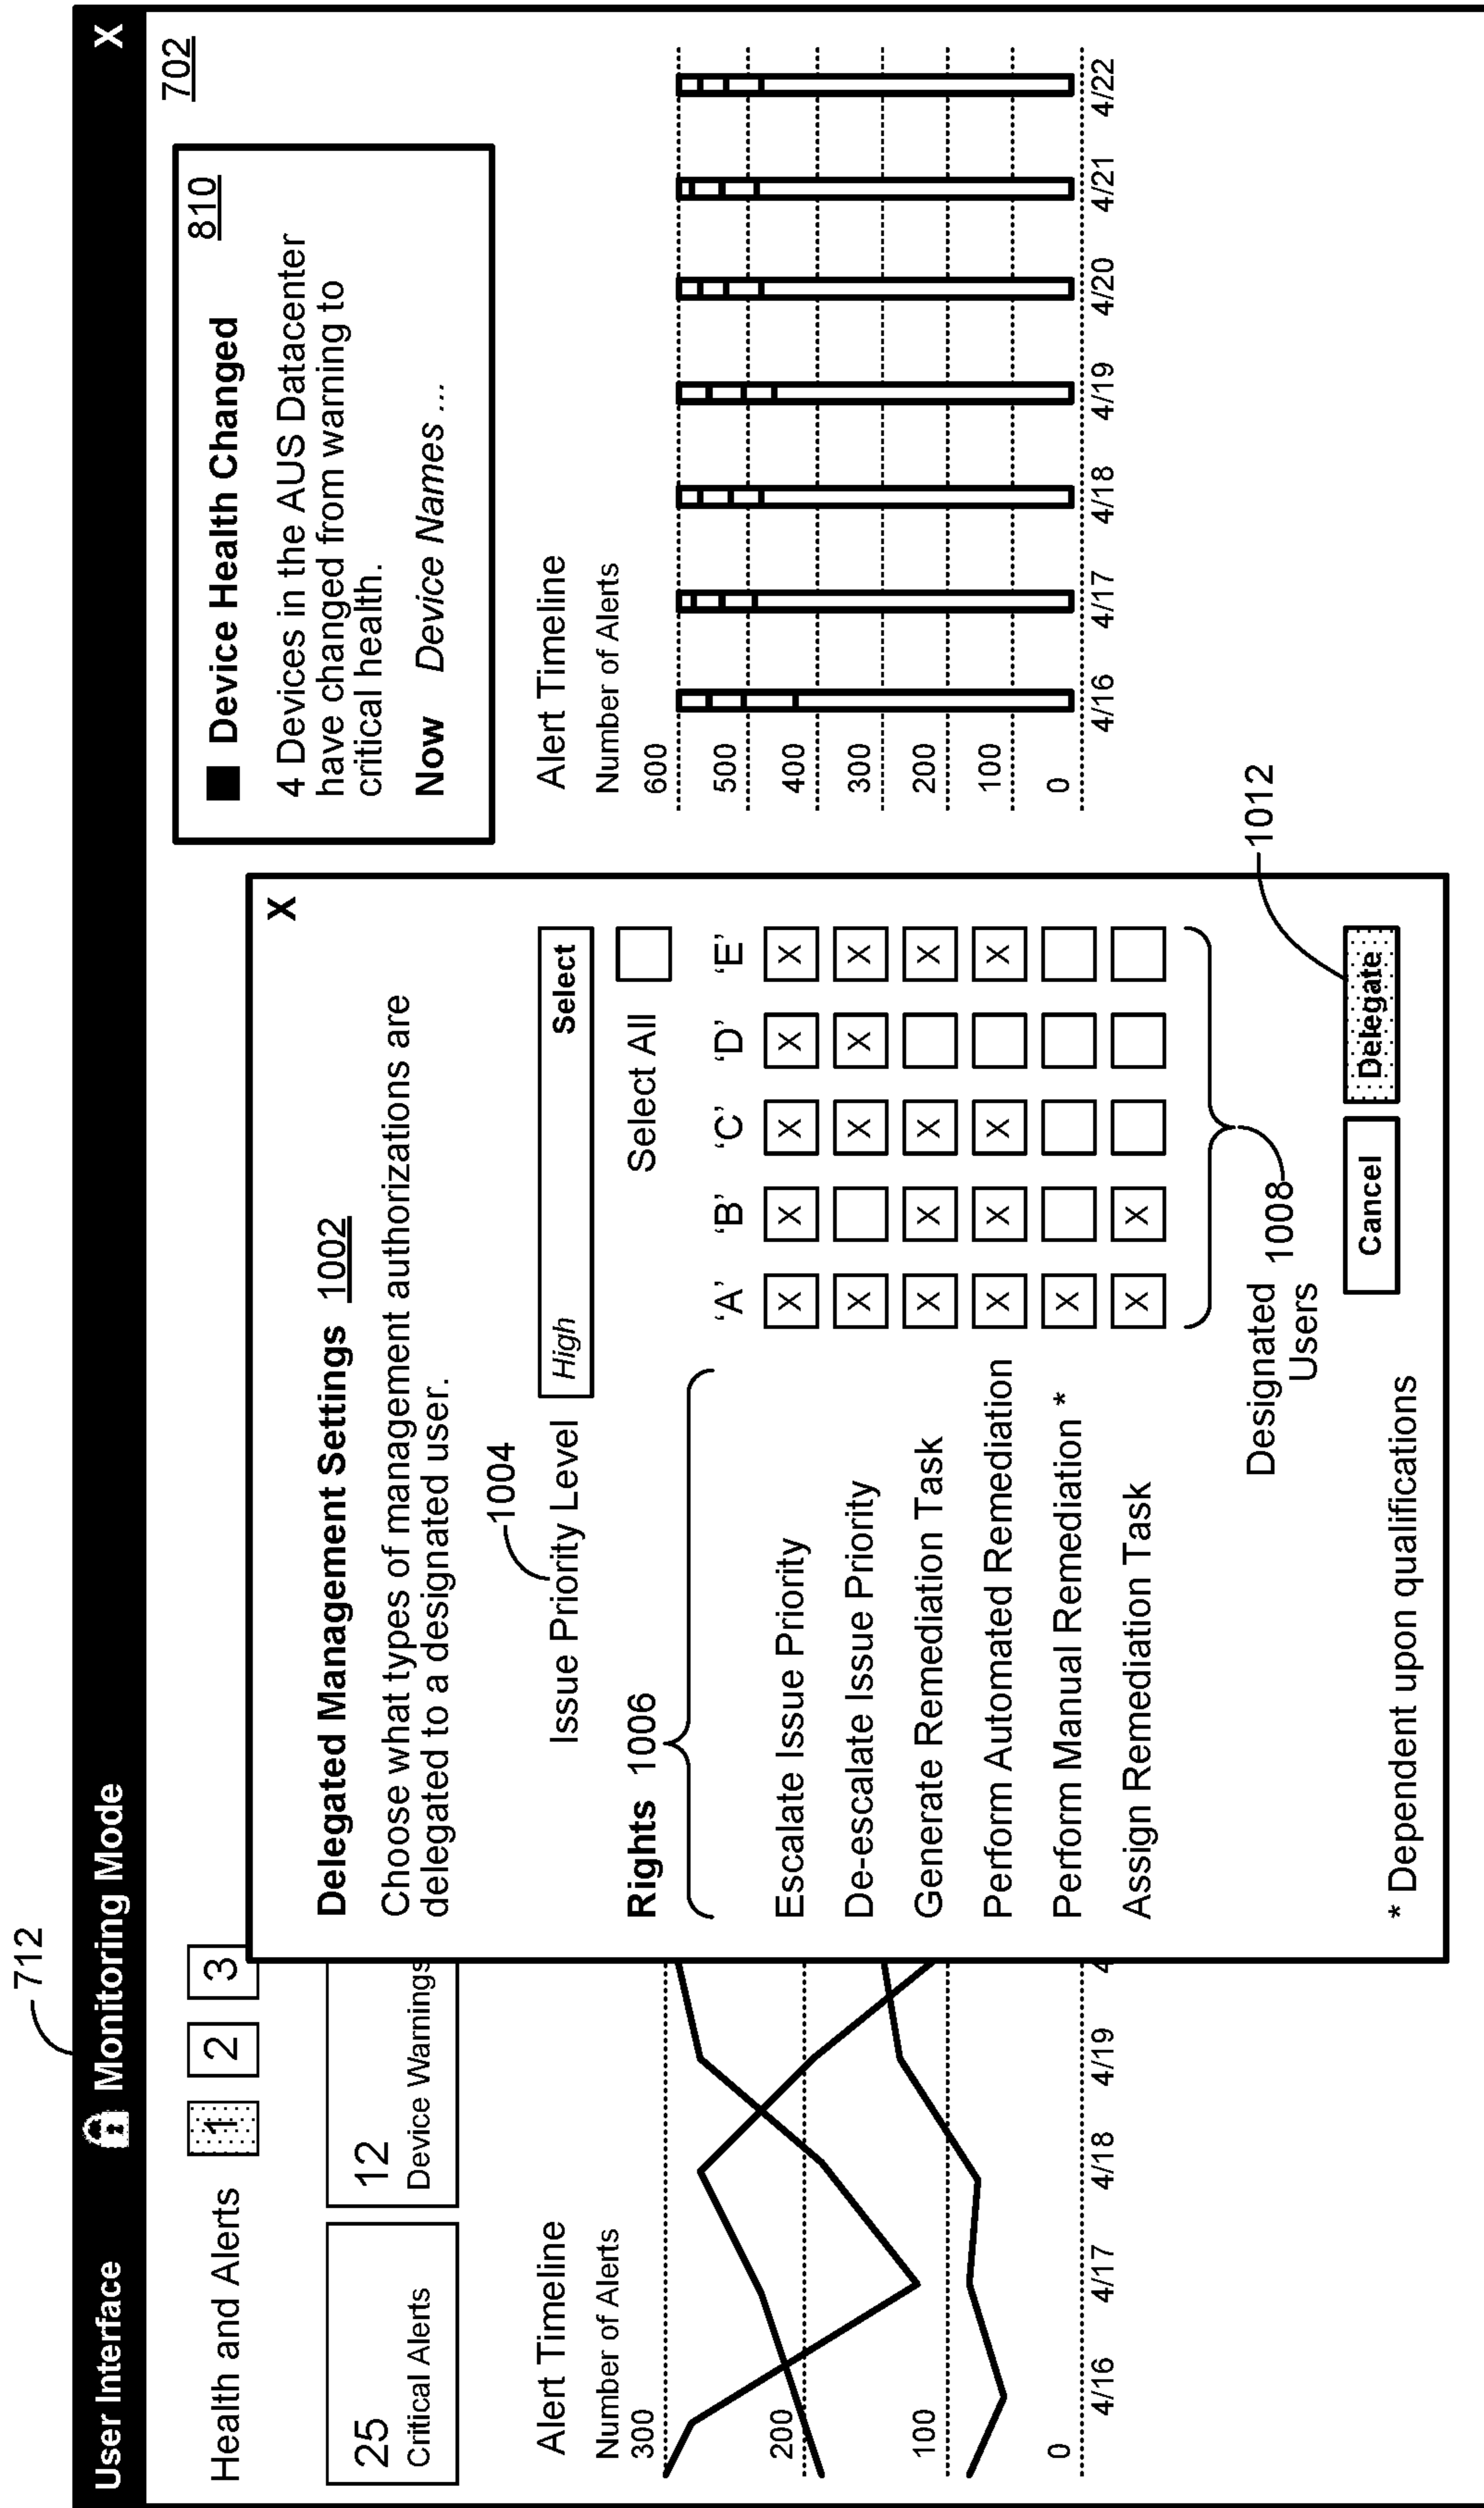 712
User Interface Monitoring Mode X
702
Health and Alerts 1 2 3
25
Critical Alerts
12
Device Warnings
Alert Timeline
Number of Alerts
300
200
100
0
4/16 4/17 4/18 4/19 4
Delegated Management Settings 1002 X
Choose what types of management authorizations are
delegated to a designated user.
1004
Issue Priority Level High Select
Rights 1006 Select All
'A' 'B' 'C' 'D' 'E'
Escalate Issue Priority X X X X X
De-escalate Issue Priority X X X X
Generate Remediation Task X X X X
Perform Automated Remediation X X X X
Perform Manual Remediation * X
Assign Remediation Task X X
Designated 1008
Users
1012
Cancel Delegate
* Dependent upon qualifications
Device Health Changed 810
4 Devices in the AUS Datacenter
have changed from warning to
critical health.
Now Device Names ...
Alert Timeline
Number of Alerts
600
500
400
300
200
100
0
4/16 4/17 4/18 4/19 4/20 4/21 4/22